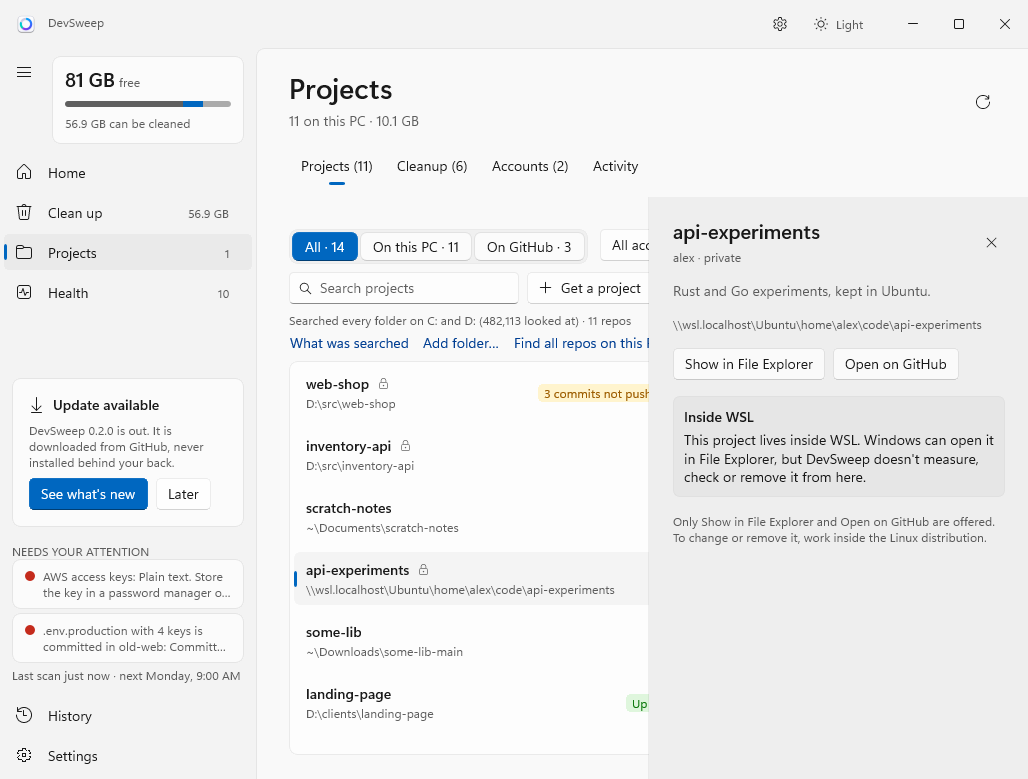 DevSweep
Light
81 GB free
56.9 GB can be cleaned
Home
Clean up 56.9 GB
Projects 1
Health 10
Update available
DevSweep 0.2.0 is out. It is
downloaded from GitHub, never
installed behind your back.
See what's new
Later
NEEDS YOUR ATTENTION
AWS access keys: Plain text. Store
the key in a password manager o...
.env.production with 4 keys is
committed in old-web: Committ...
Last scan just now · next Monday, 9:00 AM
History
Settings
Projects
11 on this PC · 10.1 GB
Projects (11)
Cleanup (6)
Accounts (2)
Activity
All · 14
On this PC · 11
On GitHub · 3
All acc
Search projects
Get a project
Searched every folder on C: and D: (482,113 looked at) · 11 repos
What was searched
Add folder...
Find all repos on this
web-shop
D:\src\web-shop
3 commits not push
inventory-api
D:\src\inventory-api
scratch-notes
~\Documents\scratch-notes
api-experiments
\\wsl.localhost\Ubuntu\home\alex\code\api-experiments
some-lib
~\Downloads\some-lib-main
landing-page
D:\clients\landing-page
Up
api-experiments
alex · private
Rust and Go experiments, kept in Ubuntu.
\\wsl.localhost\Ubuntu\home\alex\code\api-experiments
Show in File Explorer
Open on GitHub
Inside WSL
This project lives inside WSL. Windows can open it
in File Explorer, but DevSweep doesn't measure,
check or remove it from here.
Only Show in File Explorer and Open on GitHub are offered.
To change or remove it, work inside the Linux distribution.